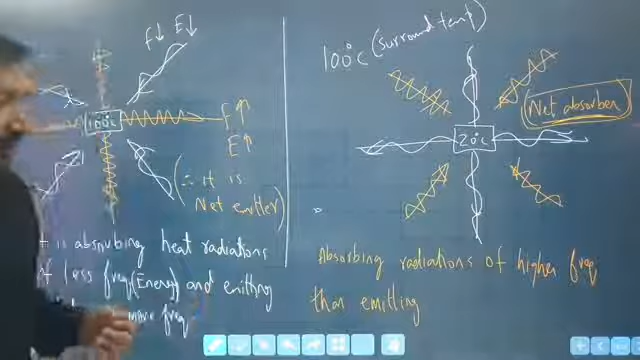 F↓ E↓
100°C
F↑
E↑
(∴ it is
Net emitter)
is absorbing heat radiations
less freq (Energy) and emitting
more freq
100°C (surround temp)
Net absorber
20°C
Absorbing radiations of higher freq
than emitting